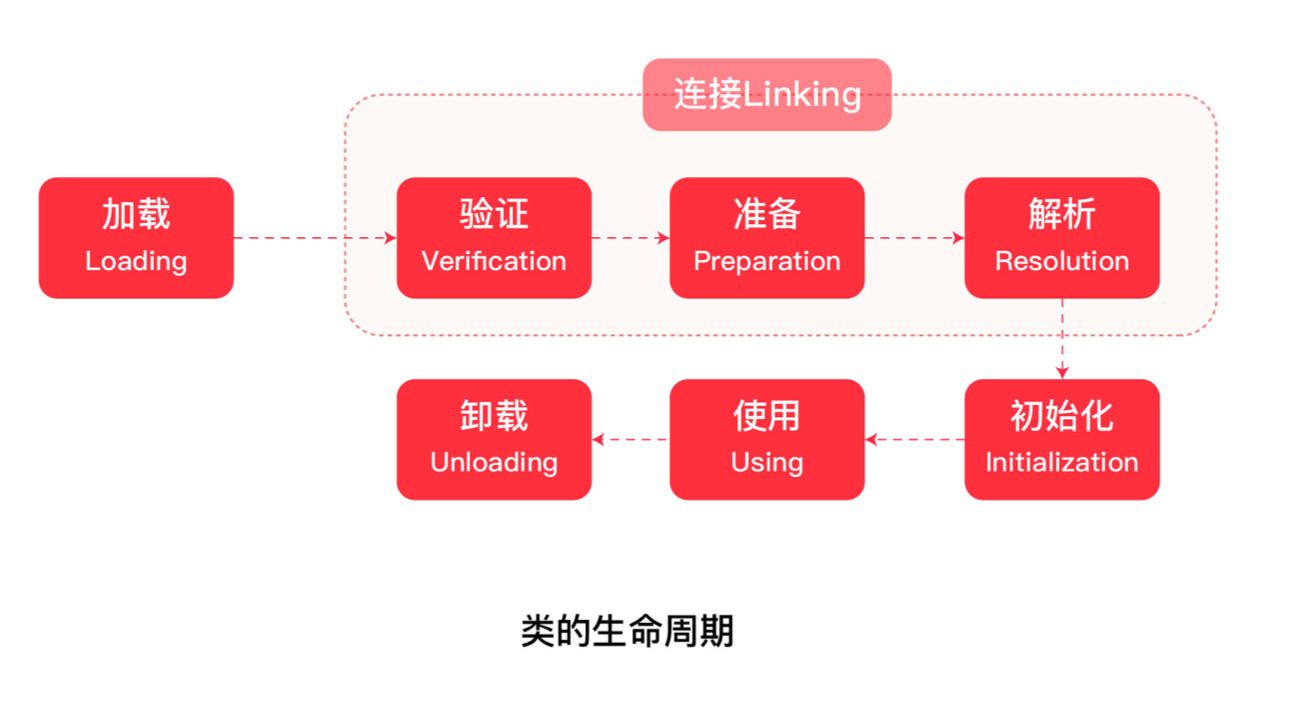 连接Linking
加载
Loading
验证
Verification
准备
Preparation
解析
Resolution
卸载
Unloading
使用
Using
初始化
Initialization
类的生命周期